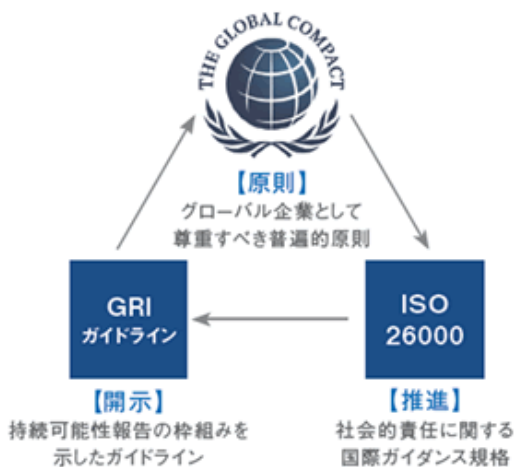 THE GLOBAL COMPACT
【原則】
グローバル企業として
尊重すべき普遍的原則
GRI
ガイドライン
【開示】
持続可能性報告の枠組みを
示したガイドライン
ISO
26000
【推進】
社会的責任に関する
国際ガイダンス規格